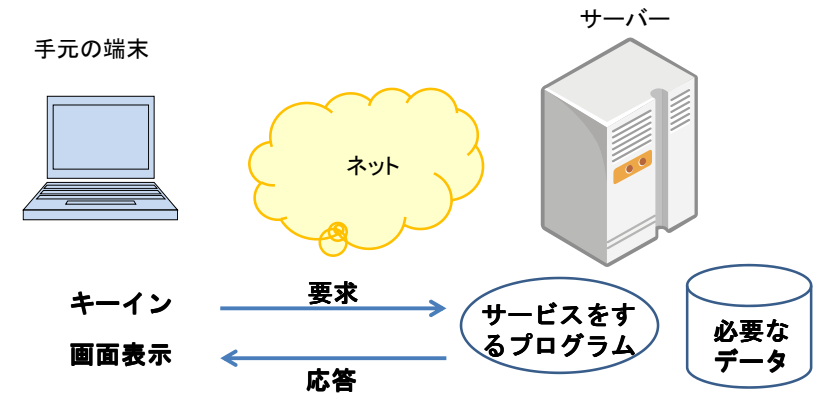 サーバー
手元の端末
ネット
キーイン
要求
サービスをす
るプログラム
必要な
データ
画面表示
応答